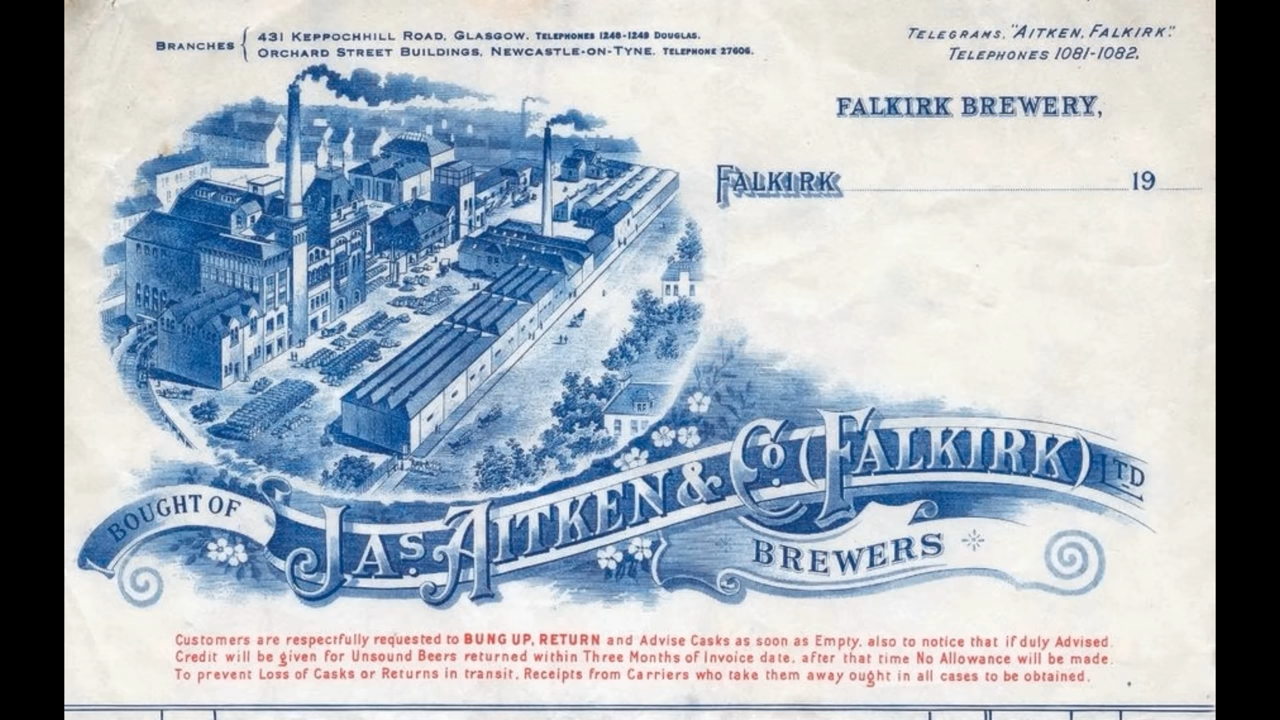 BRANCHES { 431 KEPPOCHHILL ROAD, GLASGOW. TELEPHONES 1248-1249 DOUGLAS.
ORCHARD STREET BUILDINGS, NEWCASTLE-ON-TYNE. TELEPHONE 27606.
TELEGRAMS, "AITKEN, FALKIRK."
TELEPHONES 1081-1082.
FALKIRK BREWERY,
FALKIRK 19
BOUGHT OF
JAS. AITKEN & CO. (FALKIRK) LTD
BREWERS
Customers are respectfully requested to BUNG UP, RETURN and Advise Casks as soon as Empty, also to notice that if duly Advised.
Credit will be given for Unsound Beers returned within Three Months of Invoice date, after that time No Allowance will be made.
To prevent Loss of Casks or Returns in transit, Receipts from Carriers who take them away ought in all cases to be obtained.